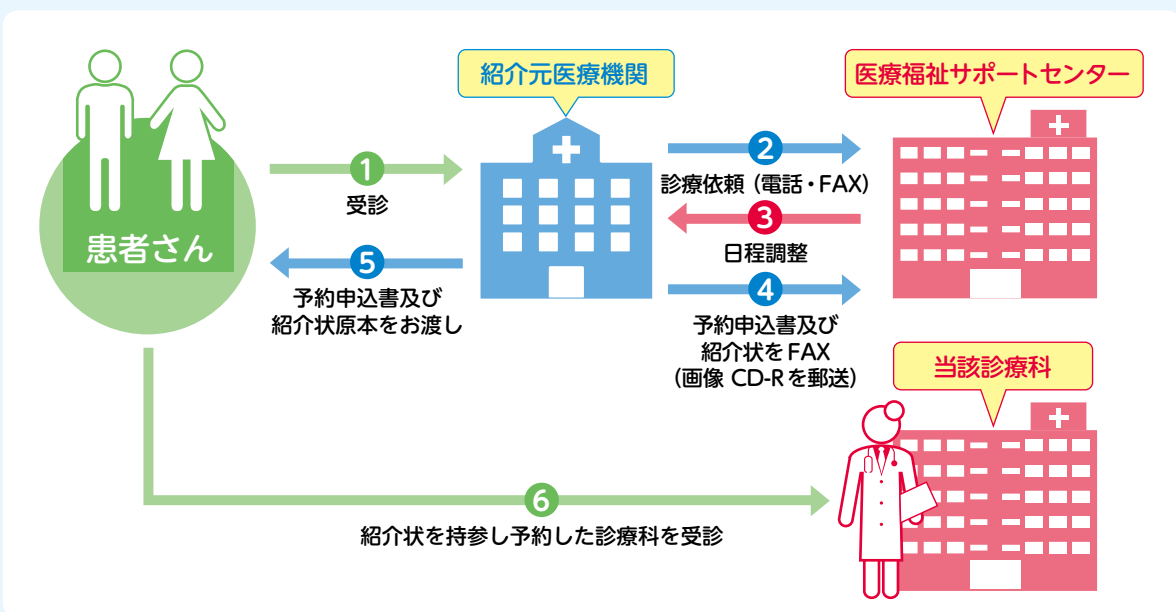 紹介元医療機関
医療福祉サポートセンター
患者さん
1
受診
2
診療依頼（電話・FAX）
3
日程調整
4
予約申込書及び
紹介状をFAX
（画像 CD-Rを郵送）
5
予約申込書及び
紹介状原本をお渡し
当該診療科
6
紹介状を持参し予約した診療科を受診